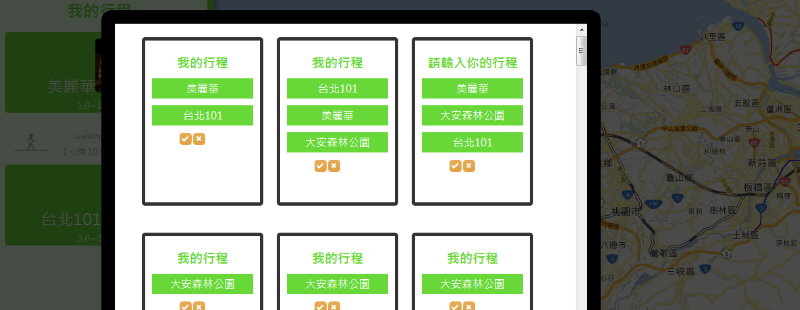 我的行程
美麗華
台北101
我的行程
台北101
美麗華
大安森林公園
請輸入你的行程
美麗華
大安森林公園
台北101
我的行程
大安森林公園
我的行程
大安森林公園
我的行程
大安森林公園
我的行程
美麗華
walking
台北101
八里區
林口區
五股區
蘆洲區
泰山區
新莊區
龜山鄉
板橋區
桃園市
樹林區
土城區
八德市
鶯歌區
三峽區